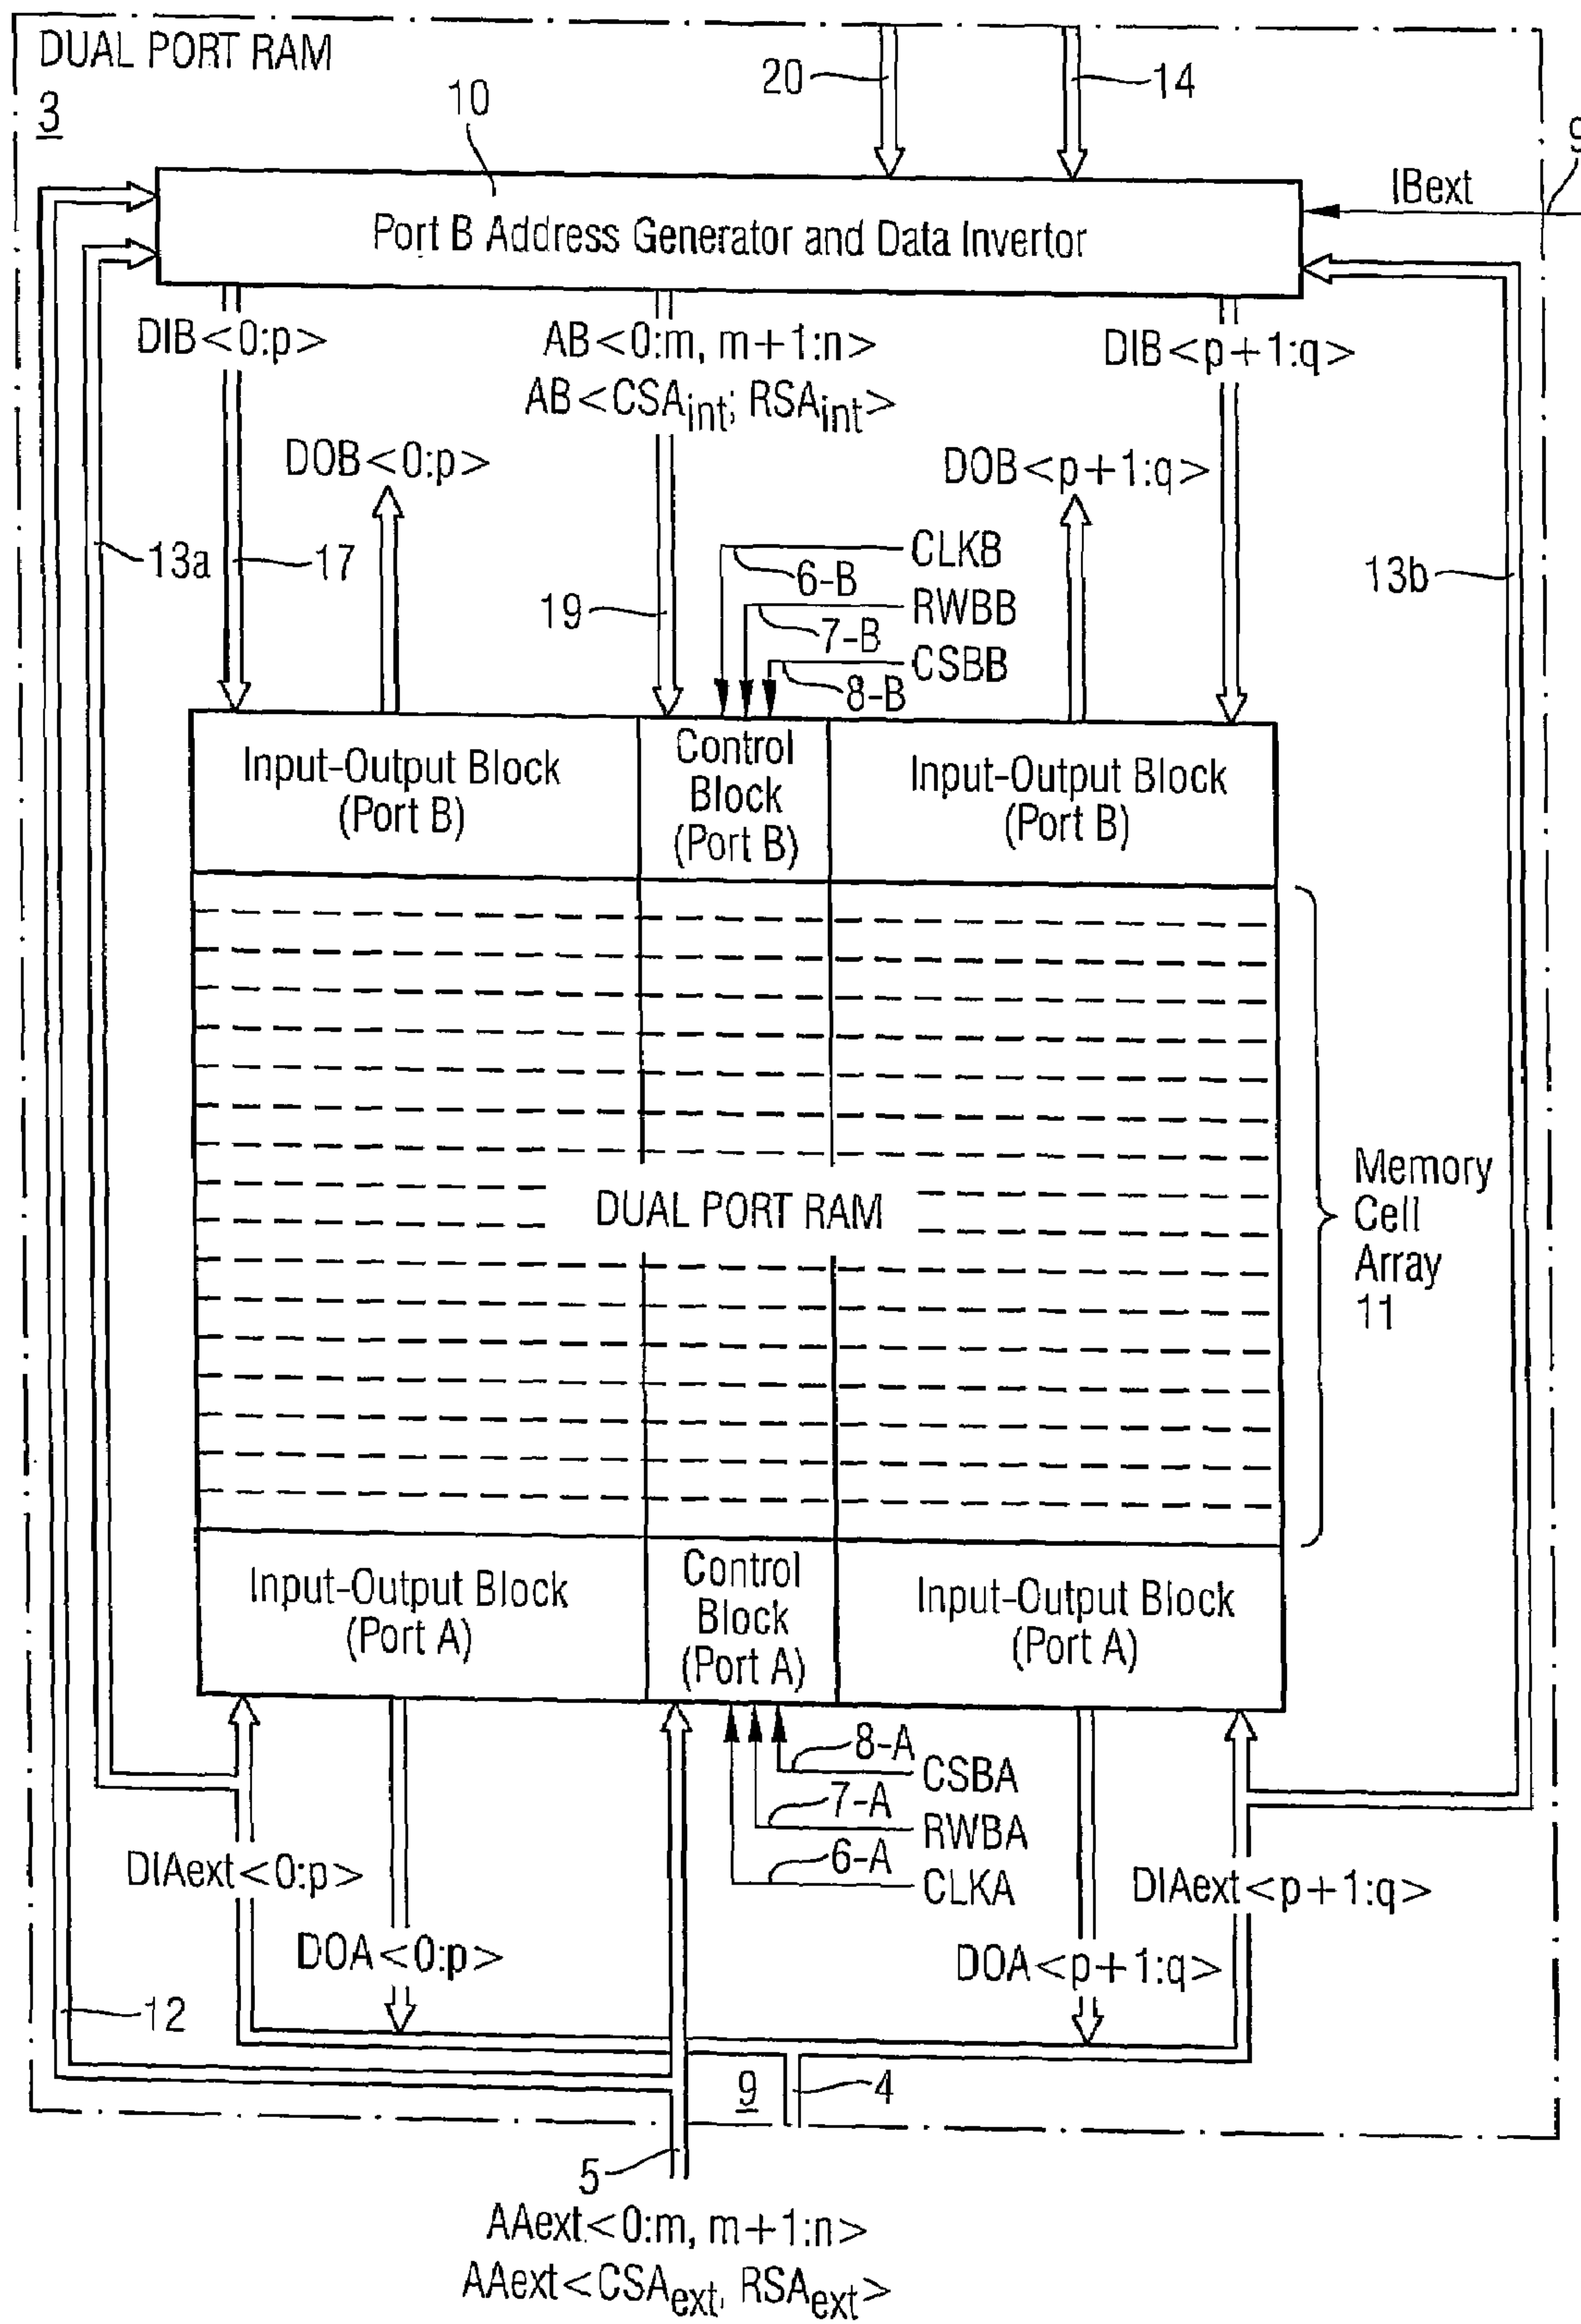 DUAL PORT RAM
3
20
14
10
9
IBext
Port B Address Generator and Data Invertor
DIB<0:p>
AB<0:m, m+1:n>
AB<CSAint; RSAint>
DIB<p+1:q>
DOB<0:p>
DOB<p+1:q>
13a
17
19
CLKB
6-B
RWBB
7-B
CSBB
8-B
13b
Input-Output Block
(Port B)
Control
Block
(Port B)
Input-Output Block
(Port B)
DUAL PORT RAM
Memory
Cell
Array
11
Input-Output Block
(Port A)
Control
Block
(Port A)
Input-Output Block
(Port A)
8-A
CSBA
7-A
RWBA
6-A
CLKA
DIAext<0:p>
DIAext<p+1:q>
DOA<0:p>
DOA<p+1:q>
12
9
4
5
AAext<0:m, m+1:n>
AAext<CSAext, RSAext>